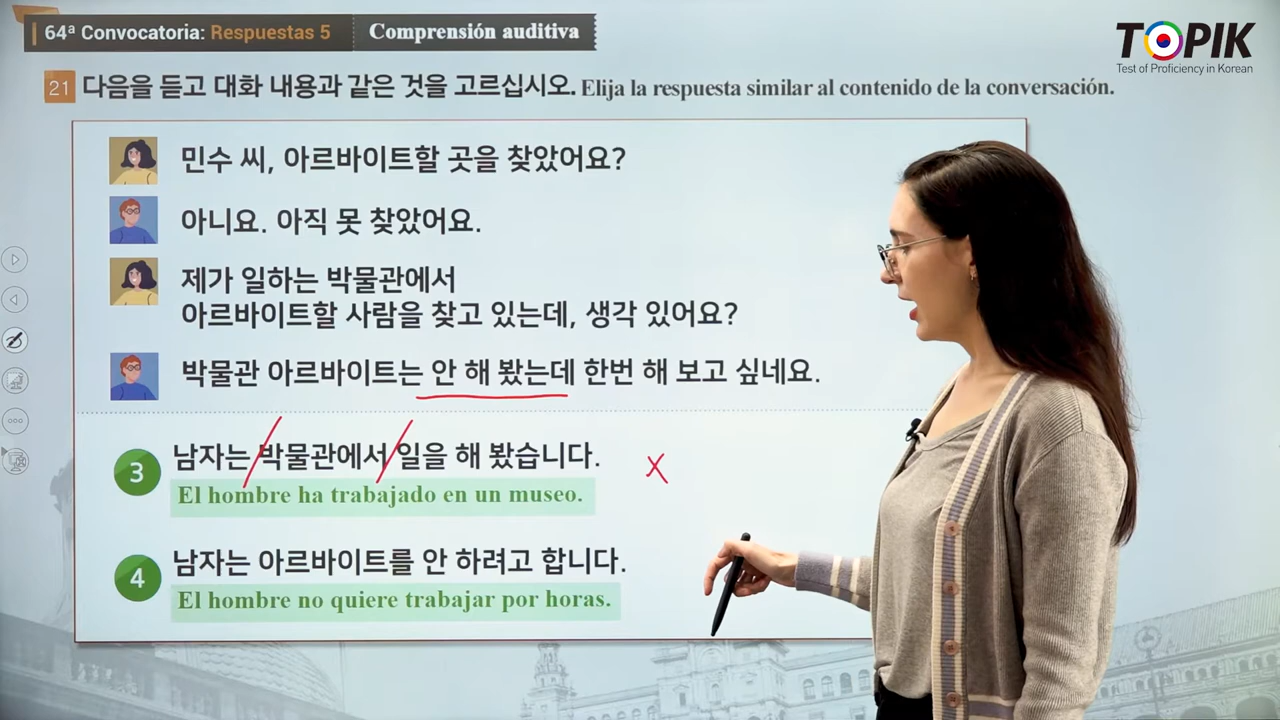 64ª Convocatoria: Respuestas 5 Comprensión auditiva
TOPIK
Test of Proficiency in Korean
21 다음을 듣고 대화 내용과 같은 것을 고르십시오. Elija la respuesta similar al contenido de la conversación.
민수 씨, 아르바이트할 곳을 찾았어요?
아니요. 아직 못 찾았어요.
제가 일하는 박물관에서
아르바이트할 사람을 찾고 있는데, 생각 있어요?
박물관 아르바이트는 안 해 봤는데 한번 해 보고 싶네요.
3 남자는 박물관에서 일을 해 봤습니다. X
El hombre ha trabajado en un museo.
4 남자는 아르바이트를 안 하려고 합니다.
El hombre no quiere trabajar por horas.